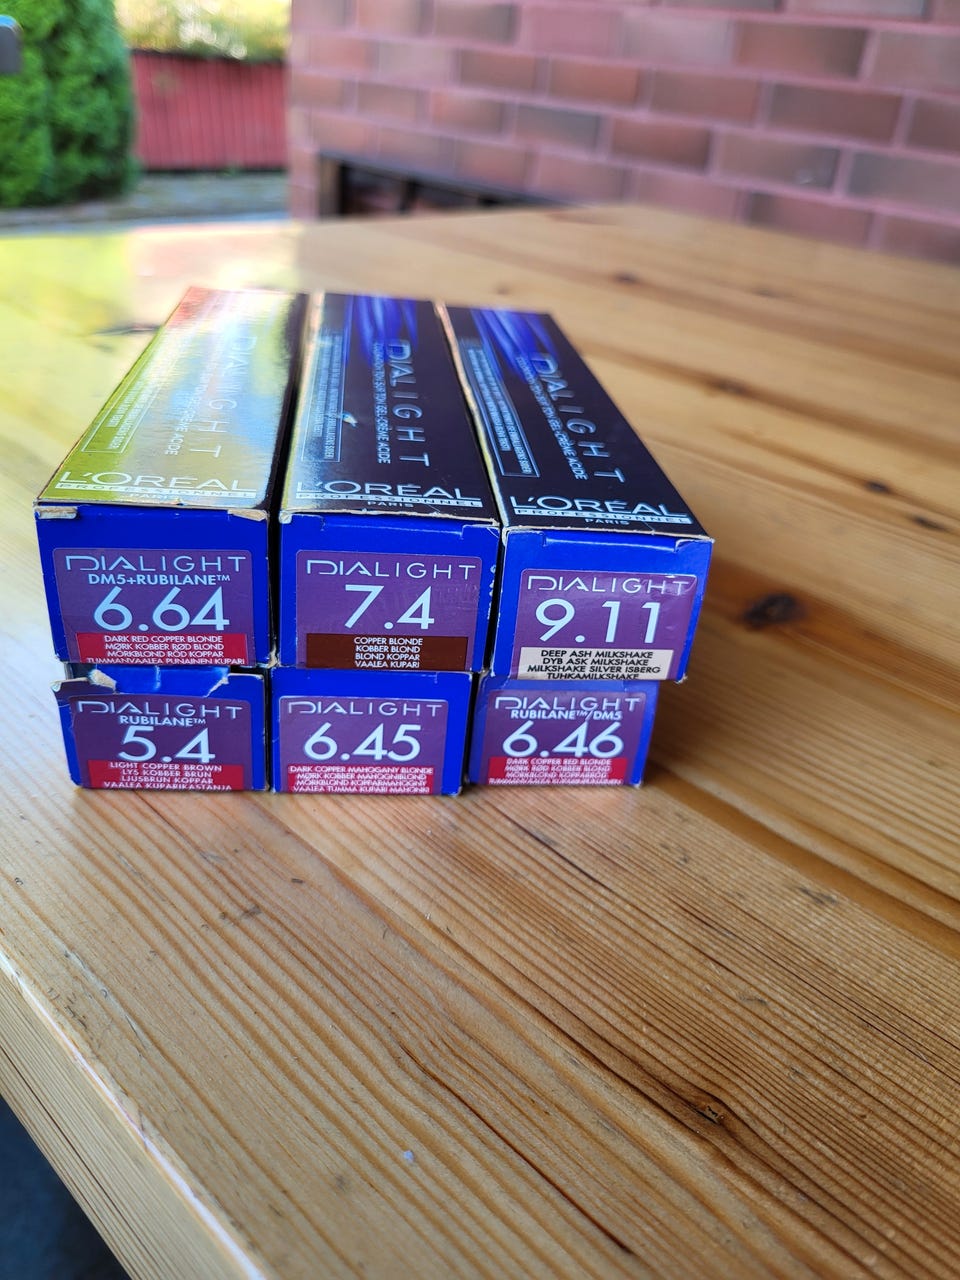 DIALIGHT
L'ORÉAL
PROFESSIONNEL
PARIS
DIALIGHT
L'ORÉAL
PROFESSIONNEL
PARIS
DIALIGHT
L'ORÉAL
PROFESSIONNEL
PARIS
DIALIGHT
DM5+RUBILANE™
6.64
DARK RED COPPER BLONDE
MØRK KOBBER RØD BLOND
MÖRKBLOND RÖD KOPPAR
TUMMANVAALEA PUNAINEN KUPARI
DIALIGHT
7.4
COPPER BLONDE
KOBBER BLOND
BLOND KOPPAR
VAALEA KUPARI
DIALIGHT
9.11
DEEP ASH MILKSHAKE
DYB ASK MILKSHAKE
MILKSHAKE SILVER ISBERG
TUHKAMILKSHAKE
DIALIGHT
RUBILANE™
5.4
LIGHT COPPER BROWN
LYS KOBBER BRUN
LJUSBRUN KOPPAR
VAALEA KUPARIKASTANJA
DIALIGHT
6.45
DARK COPPER MAHOGANY BLONDE
MØRK KOBBER MAHOGNIBLOND
MÖRKBLOND KOPPARMAHOGNY
VAALEA TUMMA KUPARI MAHONKI
DIALIGHT
RUBILANE™/DM5
6.46
DARK COPPER RED BLONDE
MØRK RØD KOBBER BLOND
MÖRKBLOND KOPPARRÖD